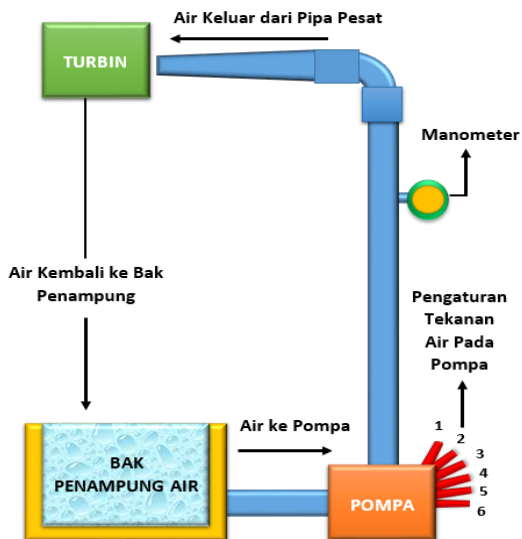 Air Keluar dari Pipa Pesat
TURBIN
Manometer
Air Kembali ke Bak
Penampung
Pengaturan
Tekanan
Air Pada
Pompa
Air ke Pompa
1
2
3
4
5
6
BAK
PENAMPUNG AIR
POMPA